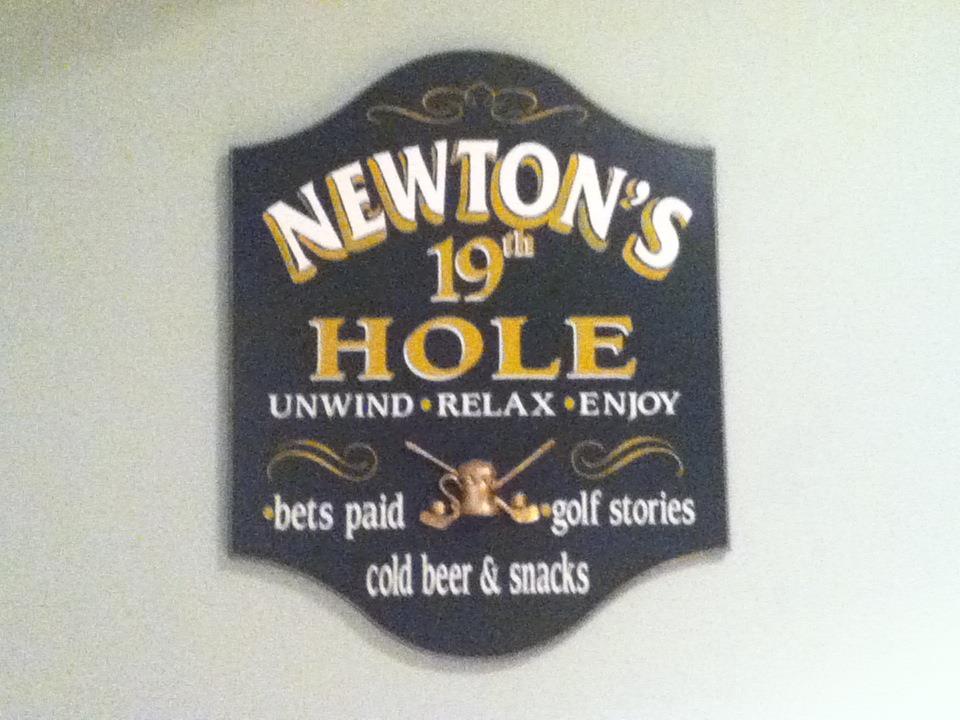 NEWTON'S
19th
HOLE
UNWIND • RELAX • ENJOY
•bets paid •golf stories
cold beer & snacks